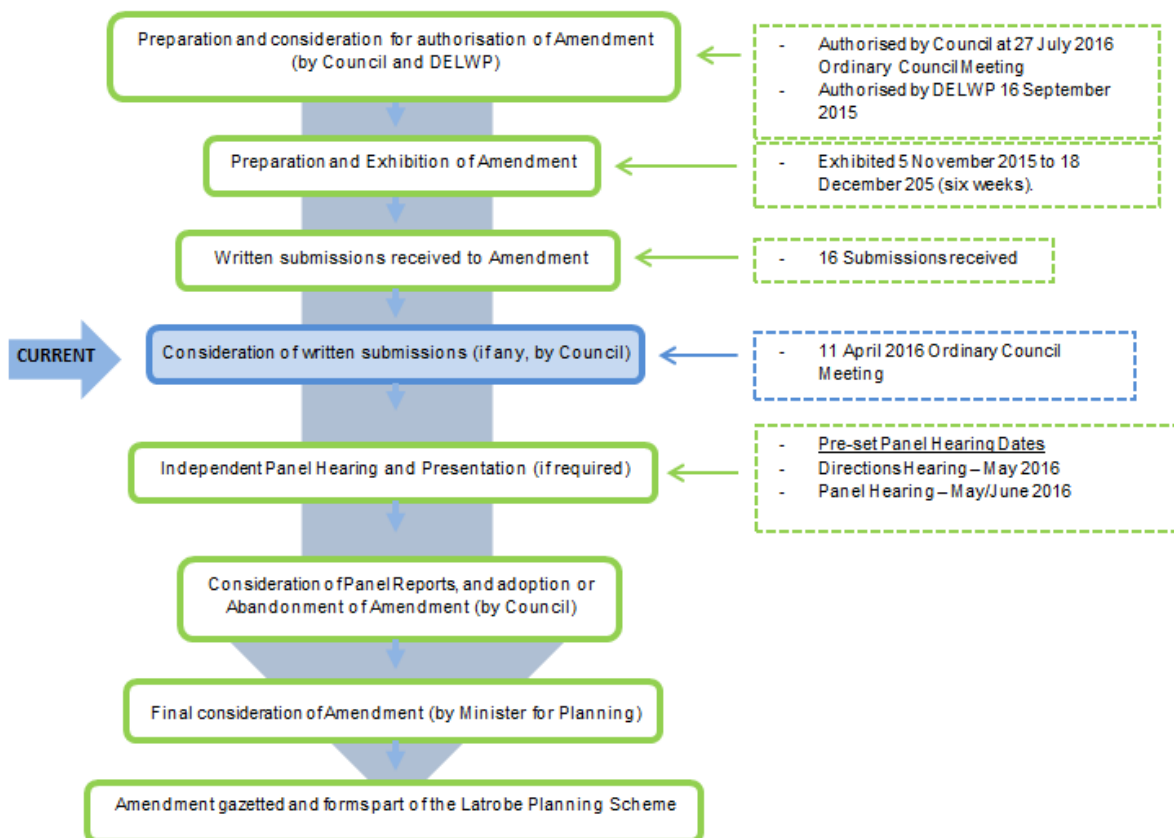 Preparation and consideration for authorisation of Amendment
(by Council and DELWP)
- Authorised by Council at 27 July 2016
Ordinary Council Meeting
- Authorised by DELWP 16 September
2015
Preparation and Exhibition of Amendment
- Exhibited 5 November 2015 to 18
December 205 (six weeks).
Written submissions received to Amendment
- 16 Submissions received
CURRENT
Consideration of written submissions (if any, by Council)
- 11 April 2016 Ordinary Council
Meeting
Independent Panel Hearing and Presentation (if required)
- Pre-set Panel Hearing Dates
- Directions Hearing – May 2016
- Panel Hearing – May/June 2016
Consideration of Panel Reports, and adoption or
Abandonment of Amendment (by Council)
Final consideration of Amendment (by Minister for Planning)
Amendment gazetted and forms part of the Latrobe Planning Scheme